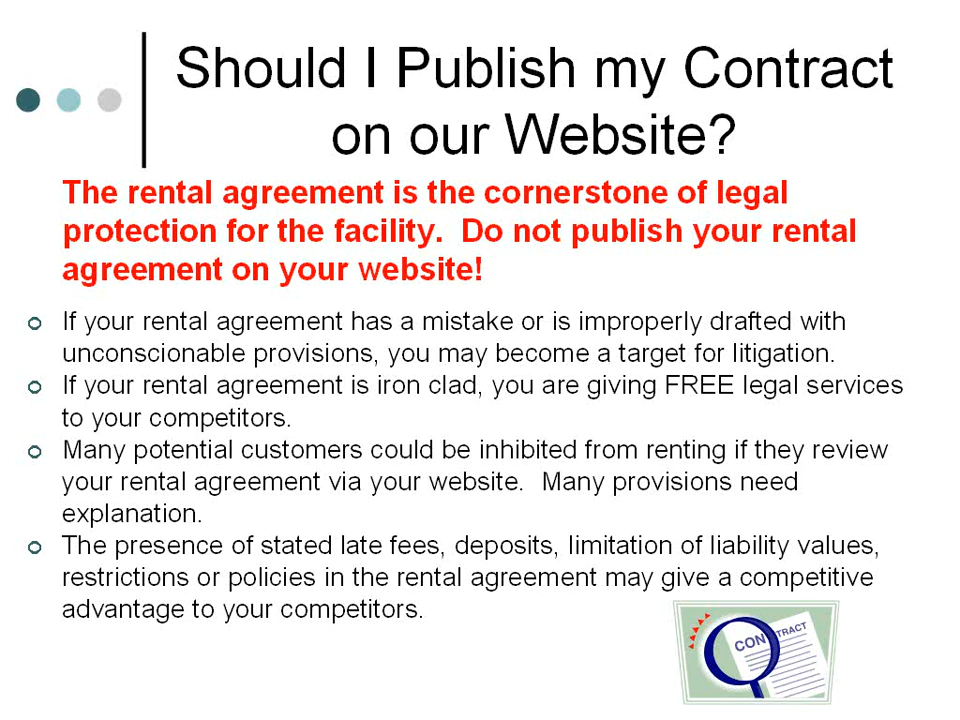 Should I Publish my Contract
on our Website?
The rental agreement is the cornerstone of legal
protection for the facility.  Do not publish your rental
agreement on your website!
If your rental agreement has a mistake or is improperly drafted with
unconscionable provisions, you may become a target for litigation.
If your rental agreement is iron clad, you are giving FREE legal services
to your competitors.
Many potential customers could be inhibited from renting if they review
your rental agreement via your website.  Many provisions need
explanation.
The presence of stated late fees, deposits, limitation of liability values,
restrictions or policies in the rental agreement may give a competitive
advantage to your competitors.
CONTRACT